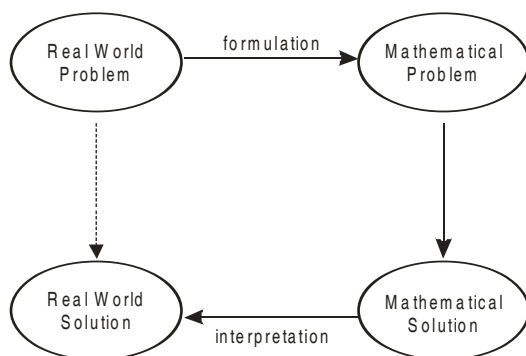 Real World
Problem
formulation
Mathematical
Problem
Real World
Solution
interpretation
Mathematical
Solution